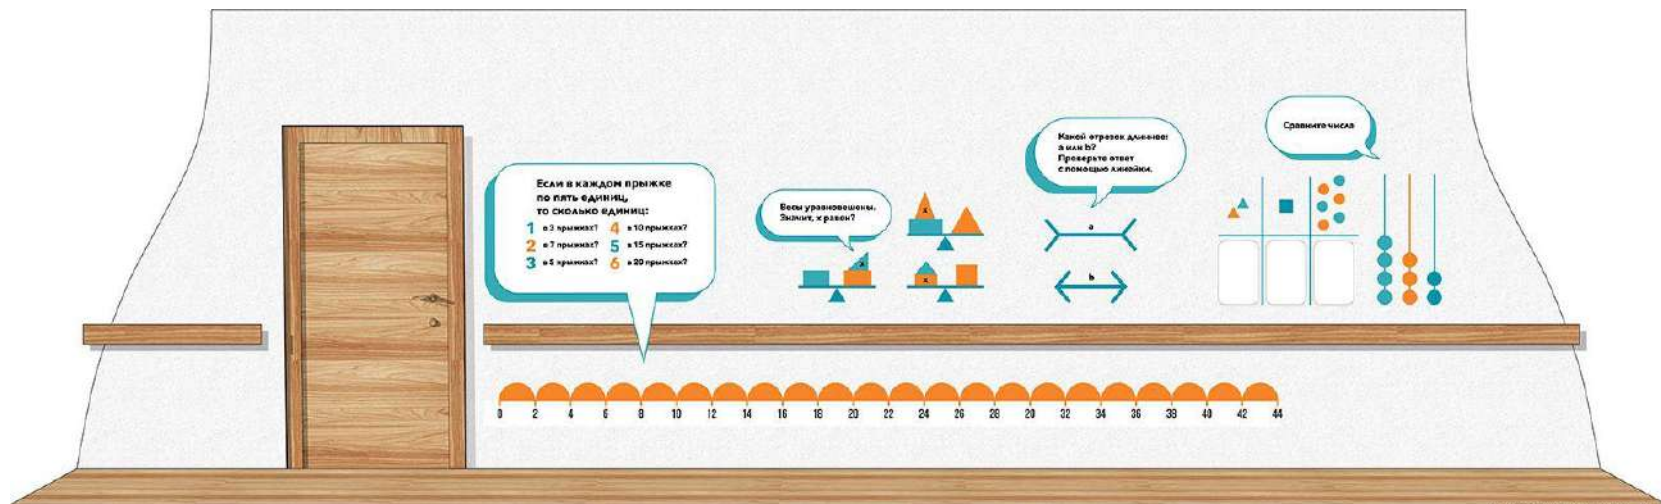 Если в каждом прыжке
по пять единиц,
то сколько единиц:
1 в 3 прыжках? 4 в 10 прыжках?
2 в 7 прыжках? 5 в 15 прыжках?
3 в 5 прыжках? 6 в 20 прыжках?
Весы уравновешены.
Значит, х равен?
x
x
x
Какой отрезок длиннее:
a или b?
Проверьте ответ
с помощью линейки.
a
b
Сравните числа
0 2 4 6 8 10 12 14 16 18 20 22 24 26 28 20 32 34 36 38 40 42 44